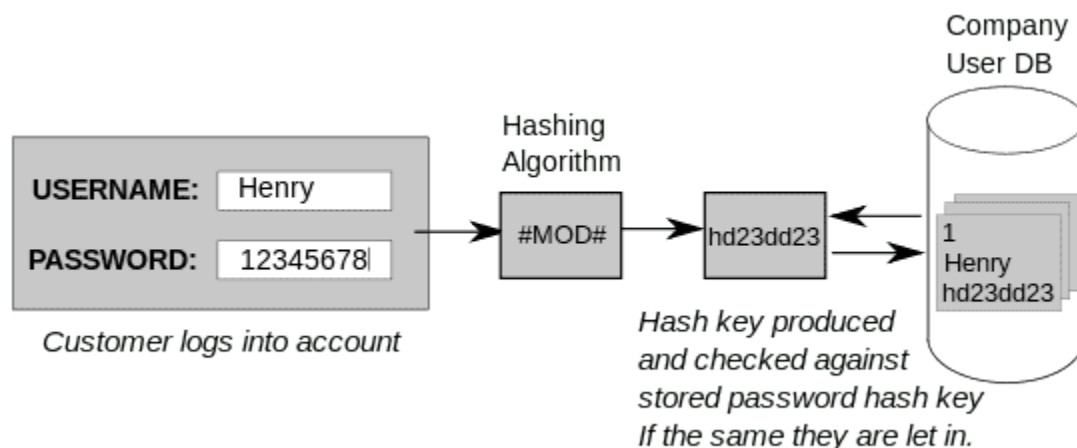 Company
User DB
Hashing
Algorithm
USERNAME: Henry
PASSWORD: 12345678
#MOD#
hd23dd23
1
Henry
hd23dd23
Customer logs into account
Hash key produced
and checked against
stored password hash key
If the same they are let in.